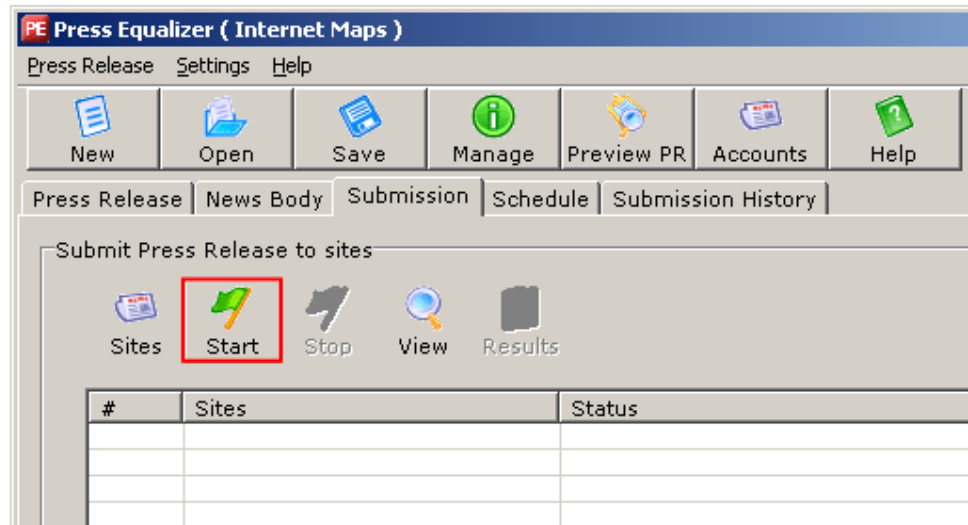 PE Press Equalizer ( Internet Maps )
Press Release Settings Help
New Open Save Manage Preview PR Accounts Help
Press Release News Body Submission Schedule Submission History
Submit Press Release to sites
Sites Start Stop View Results
# Sites Status